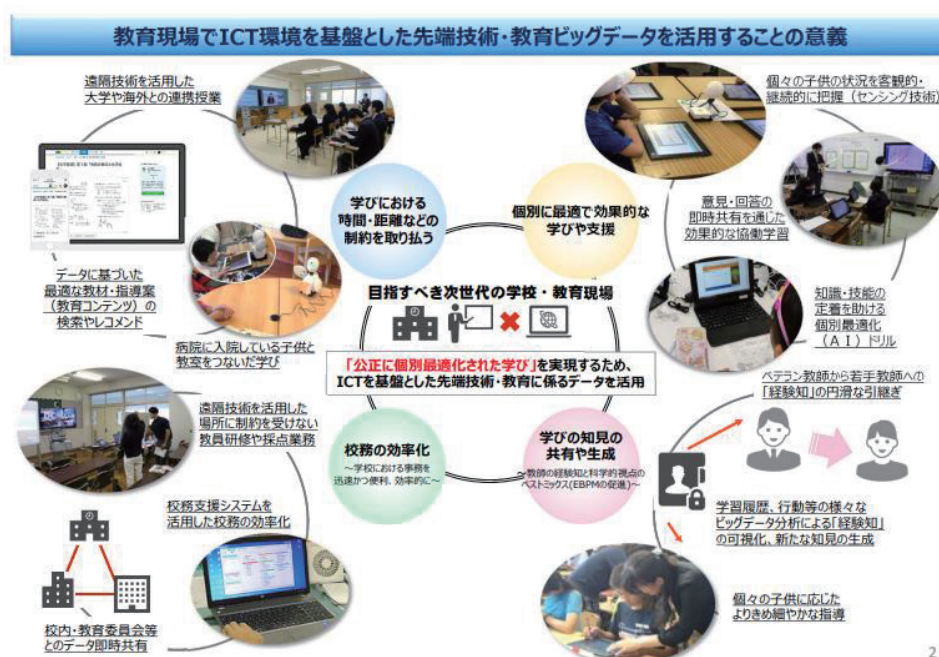 教育現場でICT環境を基盤とした先端技術・教育ビッグデータを活用することの意義
遠隔技術を活用した
大学や海外との連携授業
データに基づいた
最適な教材・指導案
(教育コンテンツ)の
検索やレコメンド
病院に入院している子供と
教室をつないだ学び
学びにおける
時間・距離などの
制約を取り払う
個別に最適で効果的な
学びや支援
個々の子供の状況を客観的・
継続的に把握(センシング技術)
意見・回答の
即時共有を通じた
効果的な協働学習
知識・技能の
定着を助ける
個別最適化
(AI)ドリル
目指すべき次世代の学校・教育現場
「公正に個別最適化された学び」を実現するため、
ICTを基盤とした先端技術・教育に係るデータを活用
遠隔技術を活用した
場所に制約を受けない
教員研修や採点業務
校務支援システムを
活用した校務の効率化
校内・教育委員会等
とのデータ即時共有
校務の効率化
~学校における事務を
迅速かつ便利、効率的に~
学びの知見の
共有や生成
~教師の経験知と科学的視点の
ベストミックス(EBPMの促進)~
ベテラン教師から若手教師への
「経験知」の円滑な引継ぎ
学習履歴、行動等の様々な
ビッグデータ分析による「経験知」
の可視化、新たな知見の生成
個々の子供に応じた
よりきめ細やかな指導
2